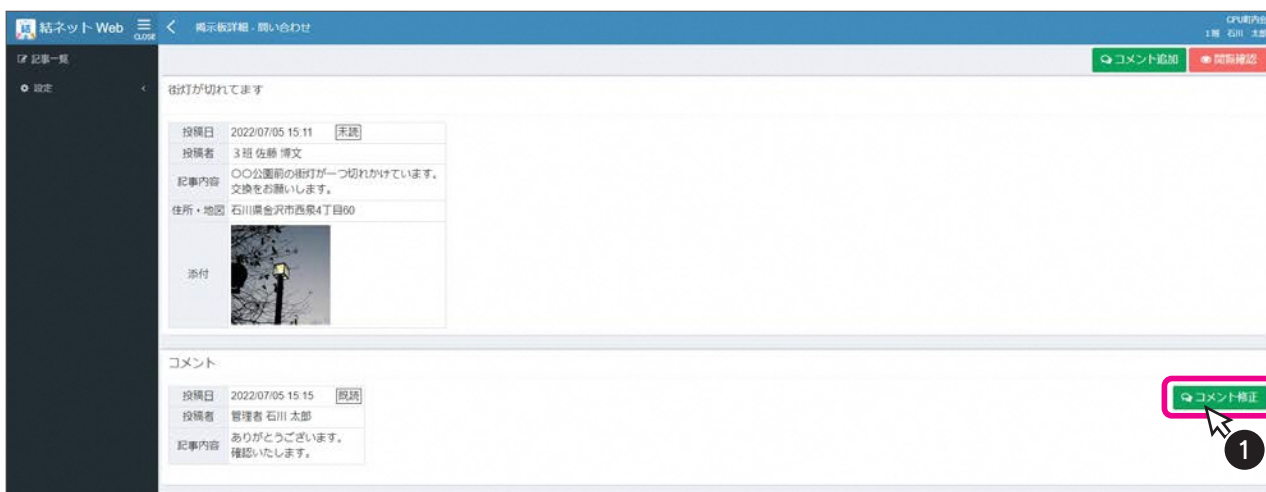 結ネット Web
CLOSE
掲示板詳細 - 問い合わせ
CPU町内会
1班 石川 太郎
記事一覧
設定
コメント追加
閲覧確認
街灯が切れてます
投稿日 2022/07/05 15:11 未読
投稿者 3班 佐藤 博文
記事内容 〇〇公園前の街灯が一つ切れかけています。
交換をお願いします。
住所・地図 石川県金沢市西泉4丁目60
添付
コメント
投稿日 2022/07/05 15:15 既読
コメント修正
投稿者 管理者 石川 太郎
記事内容 ありがとうございます。
確認いたします。
1